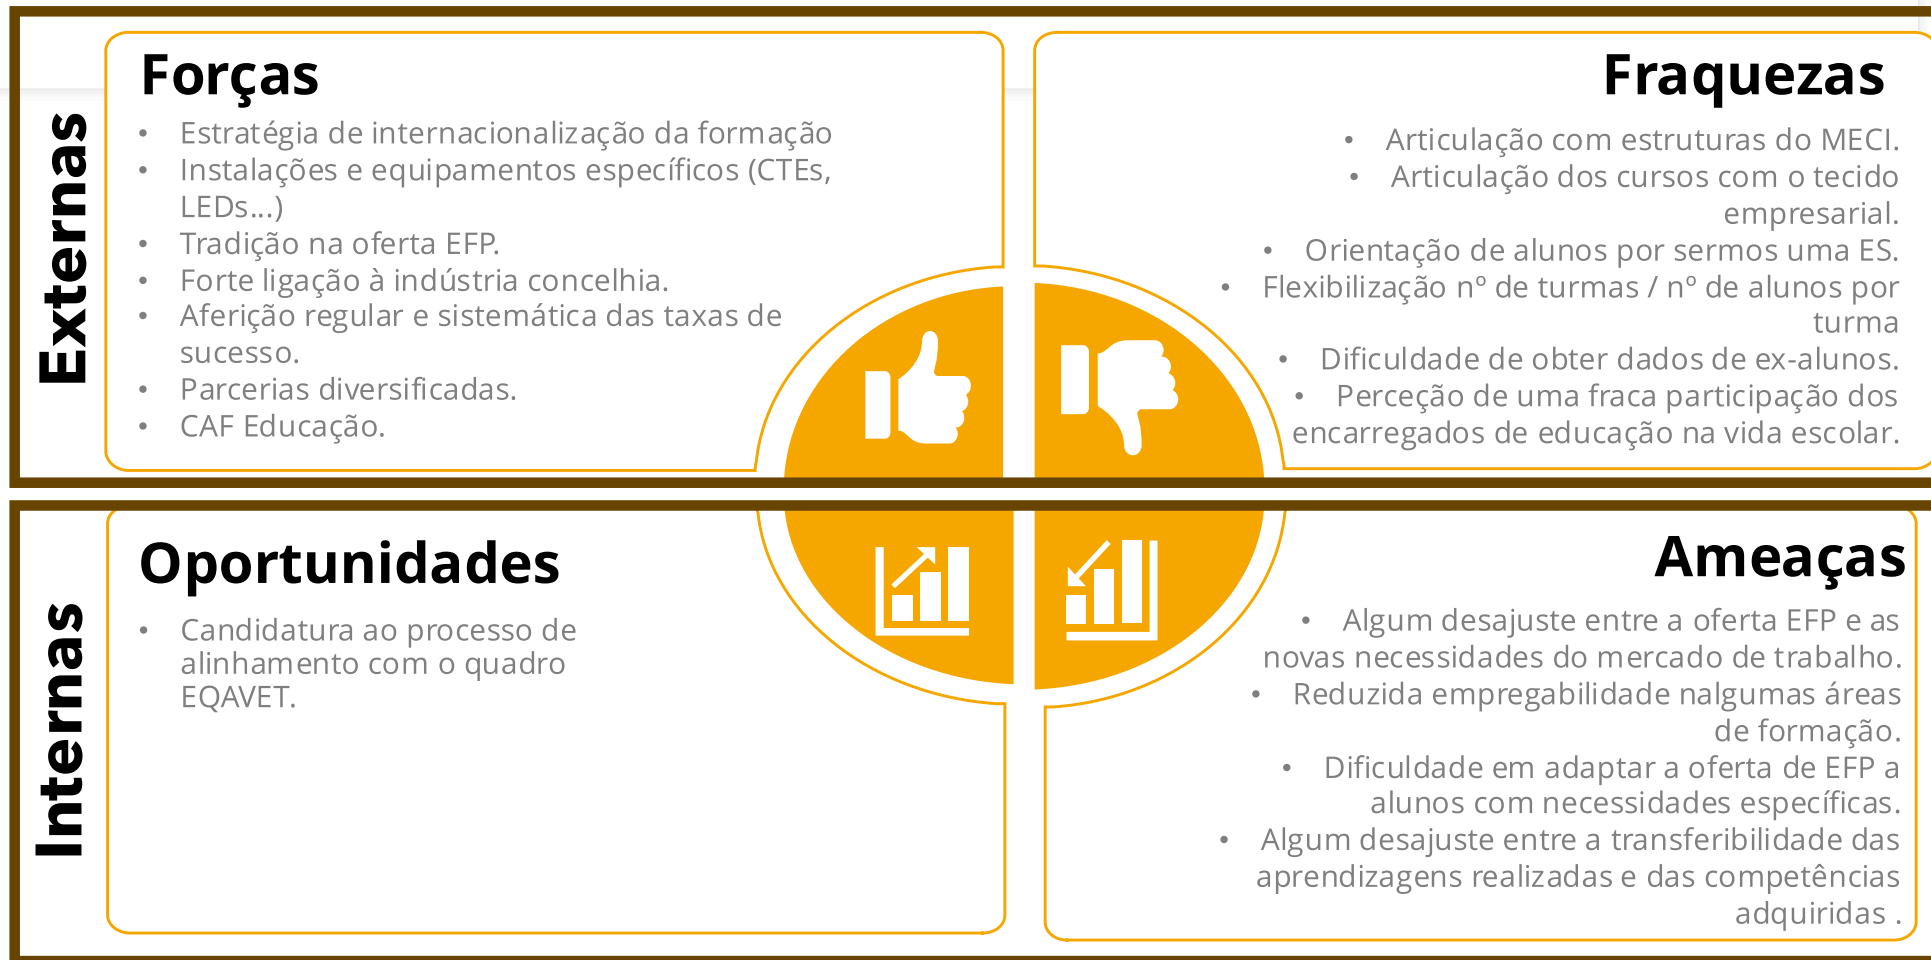 Externas
Forças
• Estratégia de internacionalização da formação
• Instalações e equipamentos específicos (CTEs,
LEDs...)
• Tradição na oferta EFP.
• Forte ligação à indústria concelhia.
• Aferição regular e sistemática das taxas de
sucesso.
• Parcerias diversificadas.
• CAF Educação.
Fraquezas
• Articulação com estruturas do MECI.
• Articulação dos cursos com o tecido
empresarial.
• Orientação de alunos por sermos uma ES.
• Flexibilização nº de turmas / nº de alunos por
turma
• Dificuldade de obter dados de ex-alunos.
• Perceção de uma fraca participação dos
encarregados de educação na vida escolar.
Internas
Oportunidades
• Candidatura ao processo de
alinhamento com o quadro
EQAVET.
Ameaças
• Algum desajuste entre a oferta EFP e as
novas necessidades do mercado de trabalho.
• Reduzida empregabilidade nalgumas áreas
de formação.
• Dificuldade em adaptar a oferta de EFP a
alunos com necessidades específicas.
• Algum desajuste entre a transferibilidade das
aprendizagens realizadas e das competências
adquiridas .